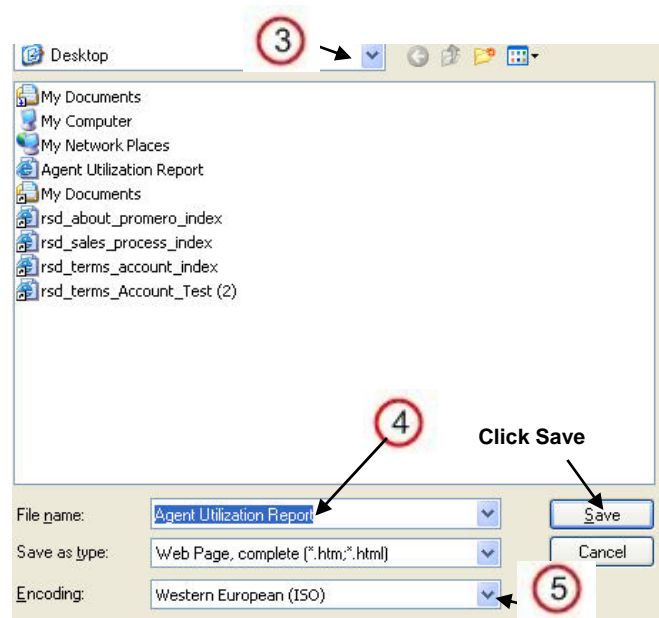 3
Desktop
My Documents
My Computer
My Network Places
Agent Utilization Report
My Documents
rsd_about_promero_index
rsd_sales_process_index
rsd_terms_account_index
rsd_terms_Account_Test (2)
4
Click Save
File name: Agent Utilization Report Save
Save as type: Web Page, complete (*.htm;*.html) Cancel
Encoding: Western European (ISO) 5